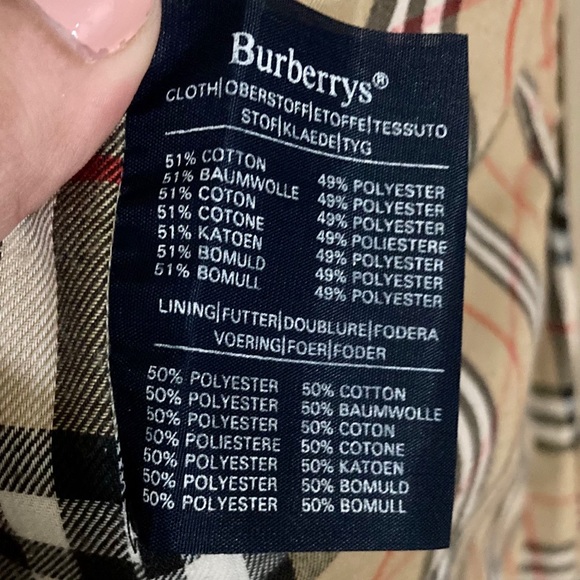 Burberrys®
CLOTH|OBERSTOFF|ETOFFE|TESSUTO
STOF|KLAEDE|TYG
51% COTTON 49% POLYESTER
51% BAUMWOLLE 49% POLYESTER
51% COTON 49% POLYESTER
51% COTONE 49% POLIESTERE
51% KATOEN 49% POLYESTER
51% BOMULD 49% POLYESTER
51% BOMULL 49% POLYESTER
LINING|FUTTER|DOUBLURE|FODERA
VOERING|FOER|FODER
50% POLYESTER 50% COTTON
50% POLYESTER 50% BAUMWOLLE
50% POLYESTER 50% COTON
50% POLIESTERE 50% COTONE
50% POLYESTER 50% KATOEN
50% POLYESTER 50% BOMULD
50% POLYESTER 50% BOMULL